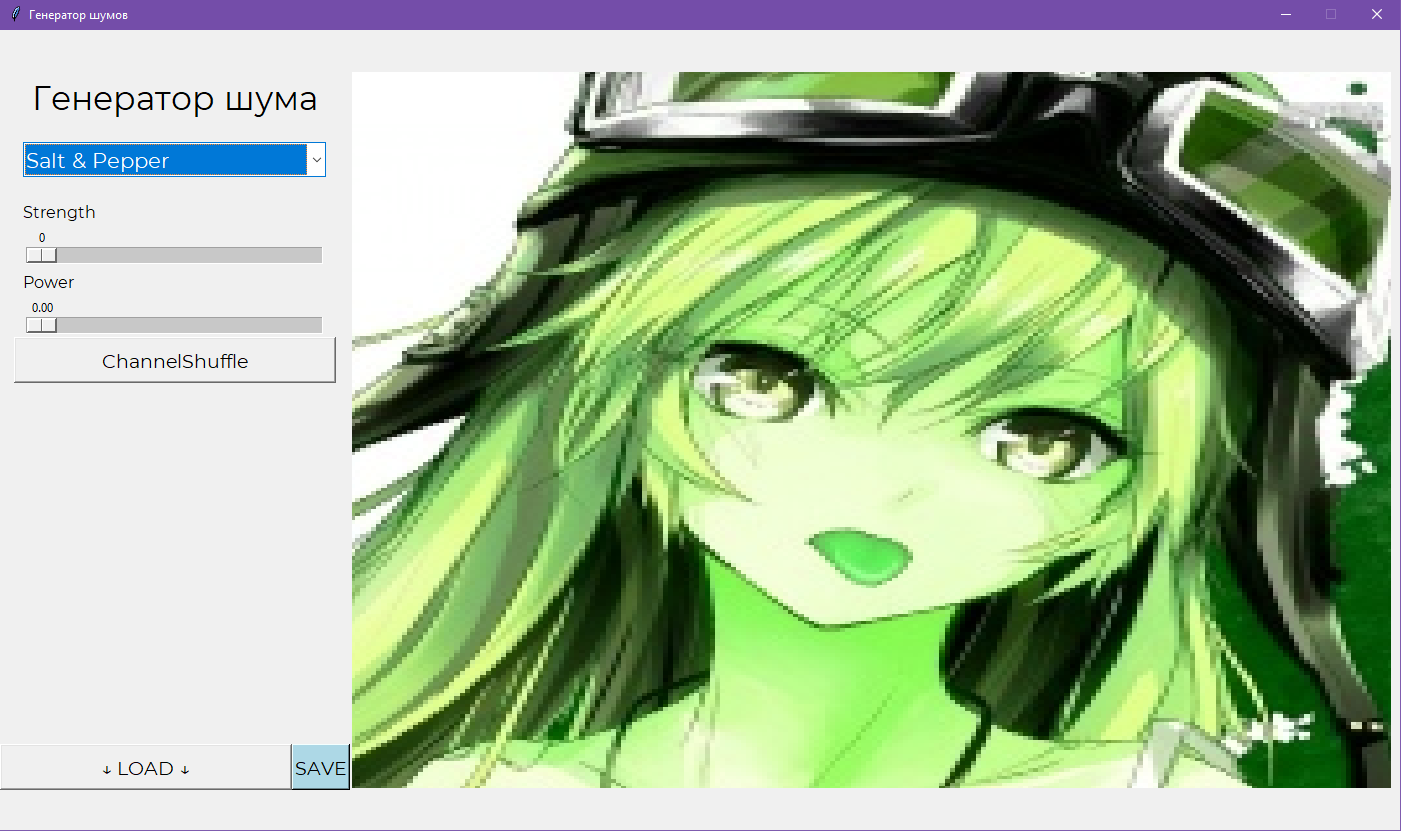 Генератор шумов
Генератор шума
Salt & Pepper
Strength
0
Power
0.00
ChannelShuffle
↓ LOAD ↓
SAVE